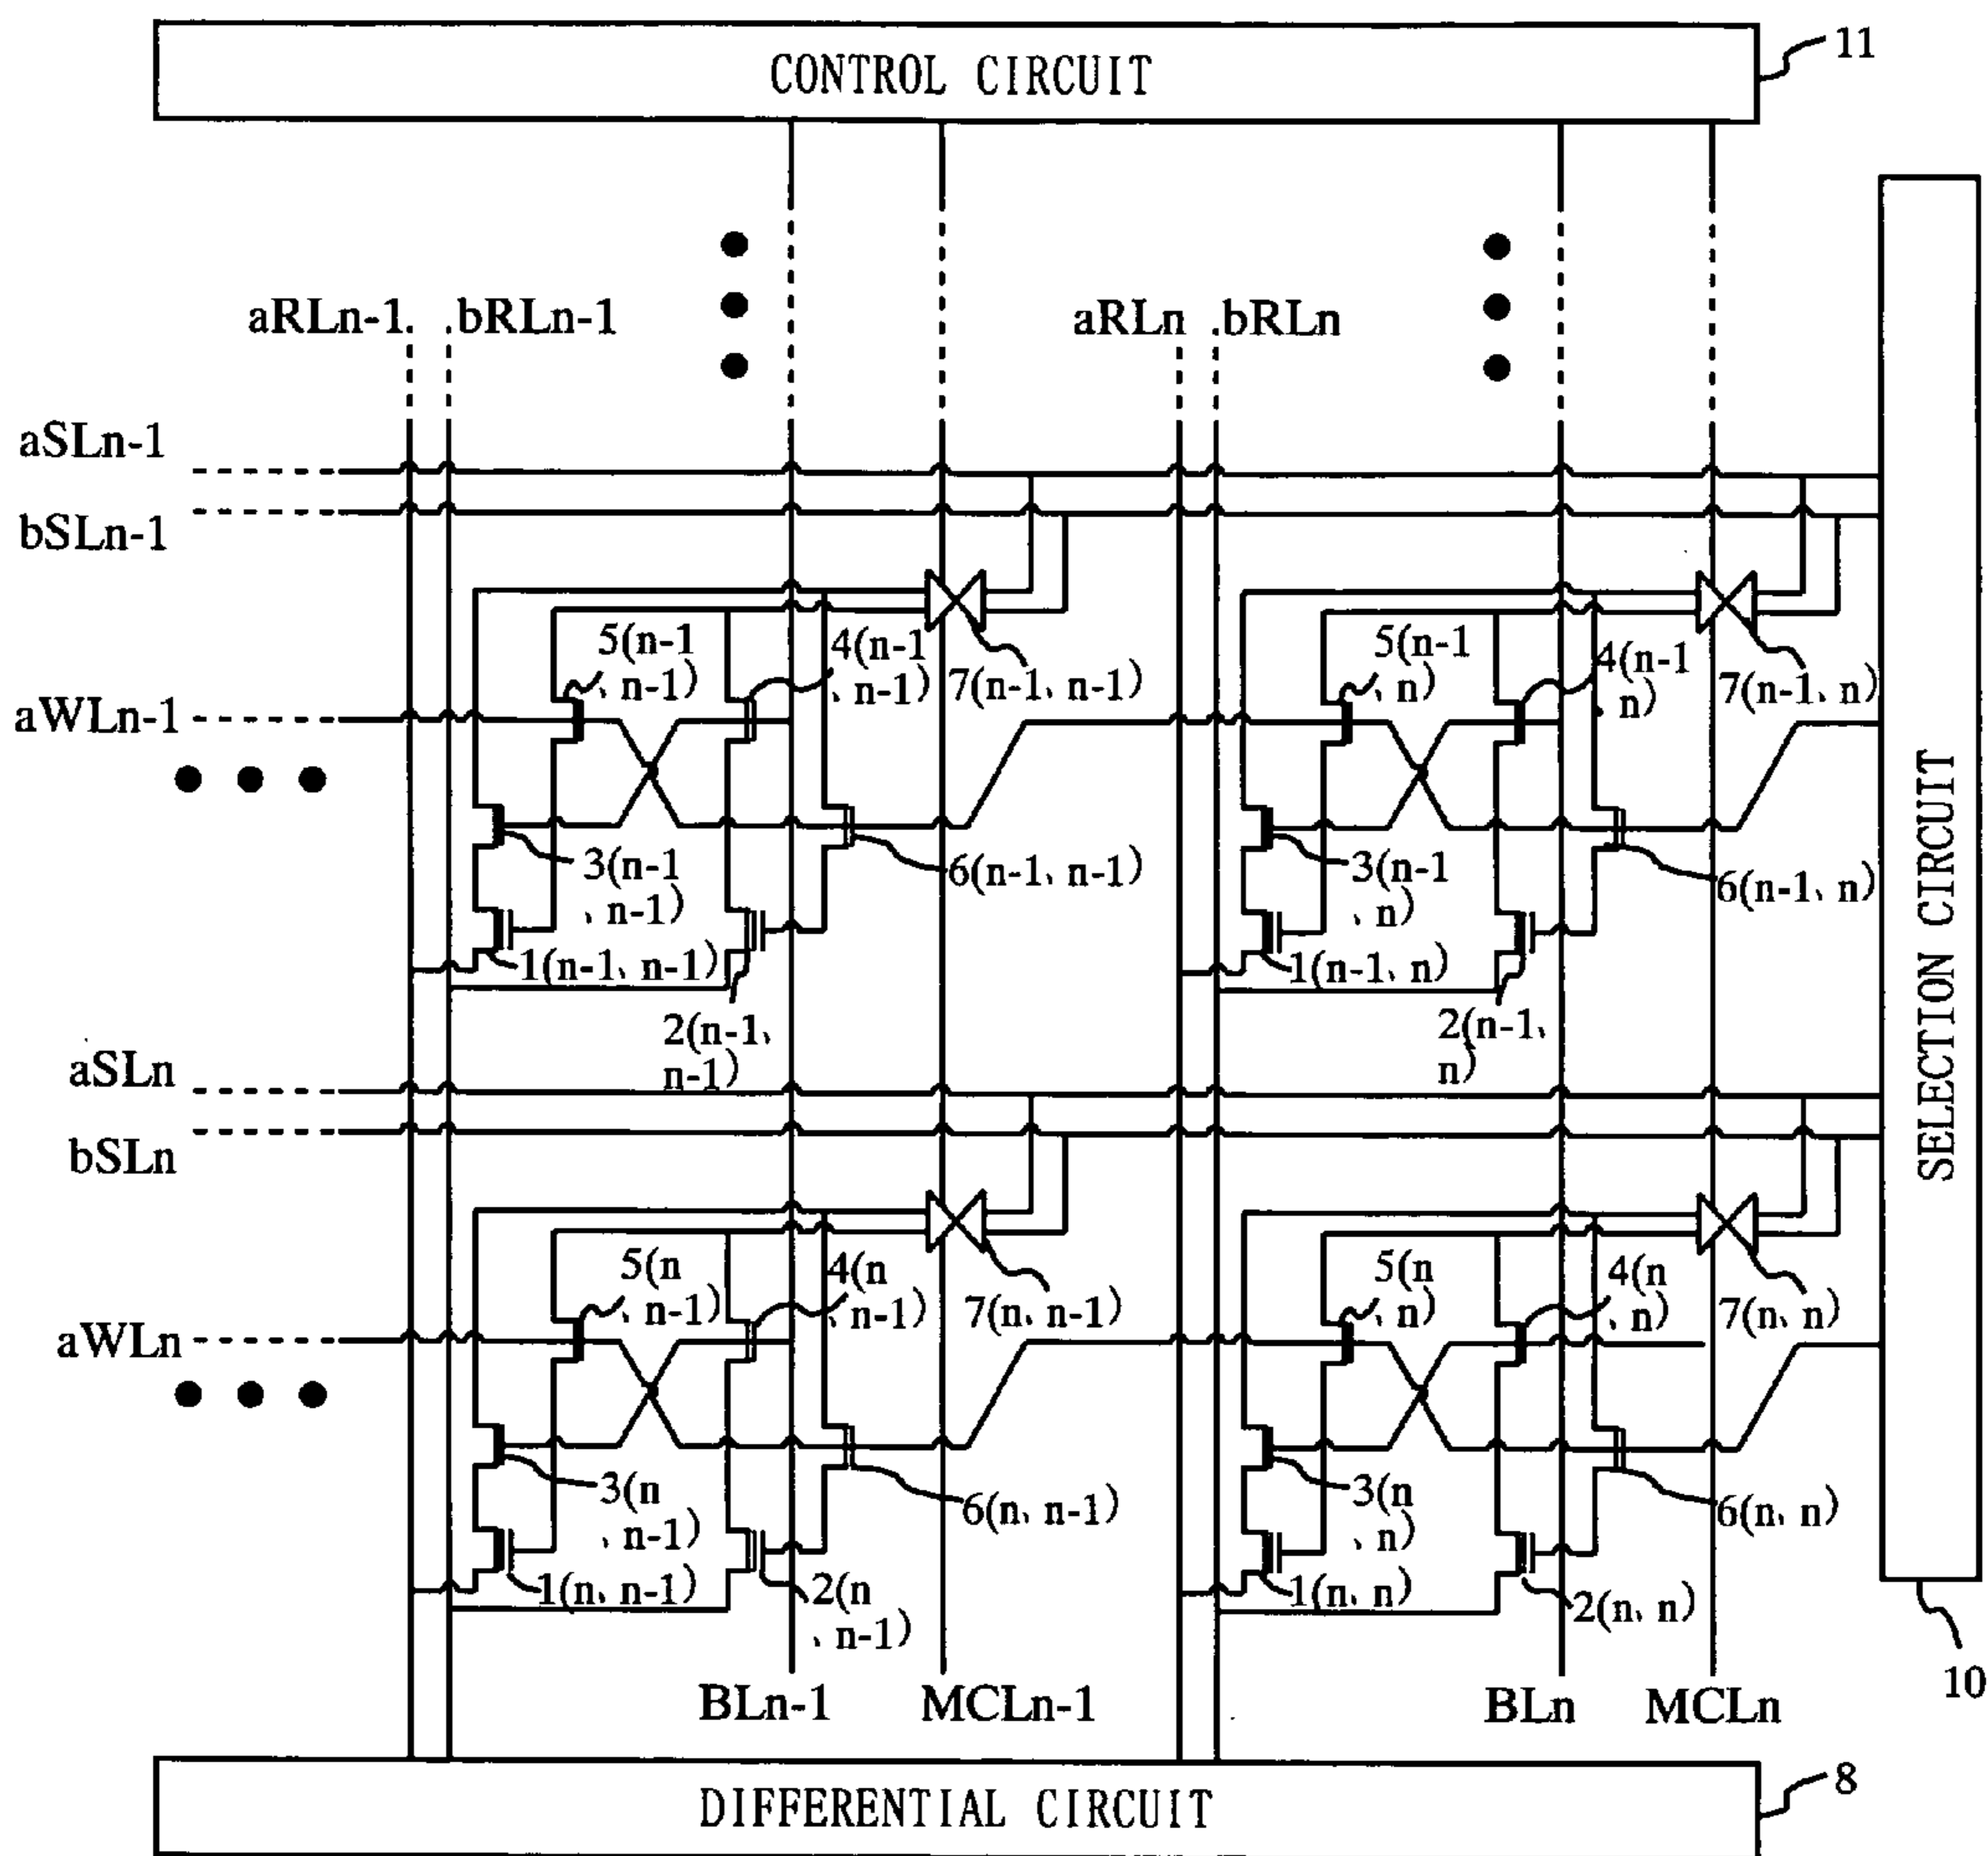 CONTROL CIRCUIT
11
aRLn-1
bRLn-1
aRLn
bRLn
aSLn-1
bSLn-1
5(n-1
、n-1)
4(n-1
、n-1)
7(n-1、n-1)
5(n-1
、n)
4(n-1
、n)
7(n-1、n)
aWLn-1
3(n-1
、n-1)
6(n-1、n-1)
3(n-1
、n)
6(n-1、n)
1(n-1、n-1)
1(n-1、n)
2(n-1、
n-1)
2(n-1、
n)
SELECTION CIRCUIT
aSLn
bSLn
5(n
、n-1)
4(n
、n-1)
7(n、n-1)
5(n
、n)
4(n
、n)
7(n、n)
aWLn
3(n
、n-1)
6(n、n-1)
3(n
、n)
6(n、n)
1(n、n-1)
2(n
、n-1)
1(n、n)
2(n、n)
10
BLn-1
MCLn-1
BLn
MCLn
DIFFERENTIAL CIRCUIT
8